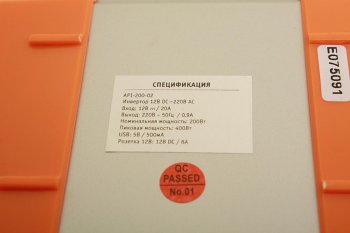 СПЕЦИФИКАЦИЯ
API-200-02
Инвертор 12В DC ~220В AC
Вход: 12В ⎓ / 20А
Выход: 220В ~ 50Гц / 0,9А
Номинальная мощность: 200Вт
Пиковая мощность: 400Вт
USB: 5В / 500мА
Розетка 12В: 12В DC / 6А
QC
PASSED
No.01
E075091